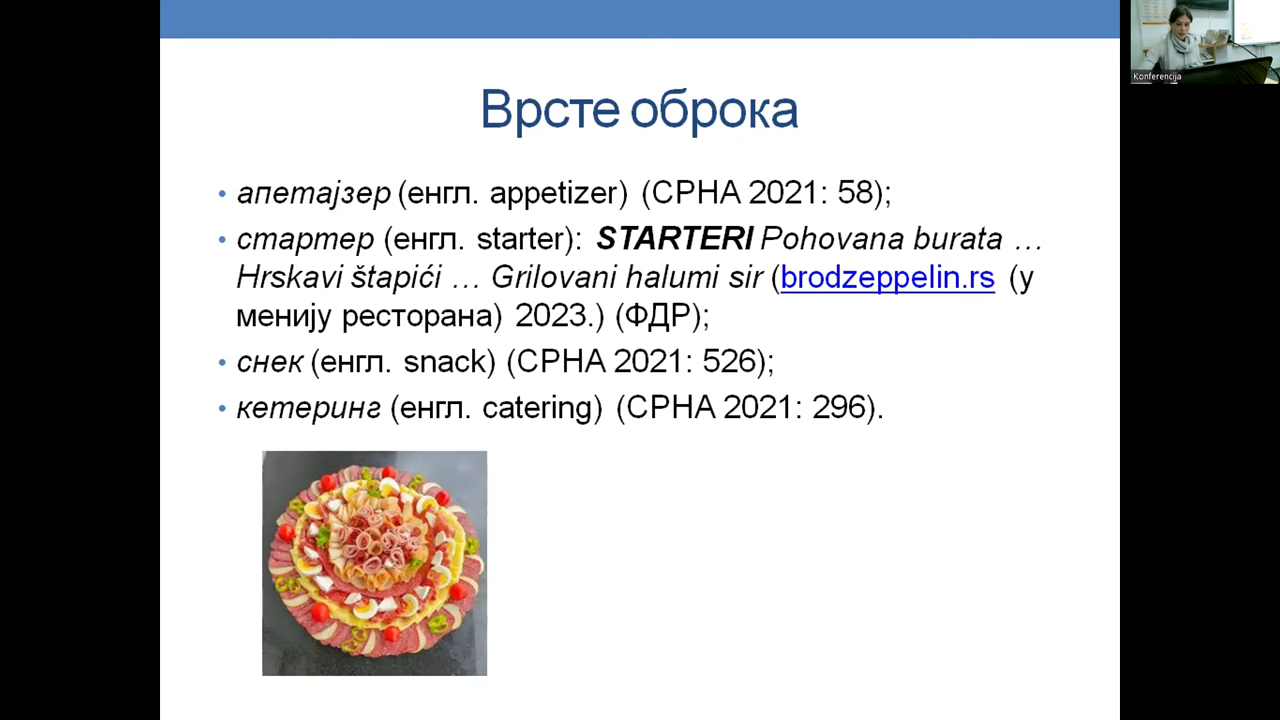 Врсте оброка
• апетајзер (енгл. appetizer) (СРНА 2021: 58);
• стартер (енгл. starter): STARTERI Pohovana burata …
Hrskavi štapići … Grilovani halumi sir (brodzeppelin.rs (у
менију ресторана) 2023.) (ФДР);
• снек (енгл. snack) (СРНА 2021: 526);
• кетеринг (енгл. catering) (СРНА 2021: 296).
Konferencija